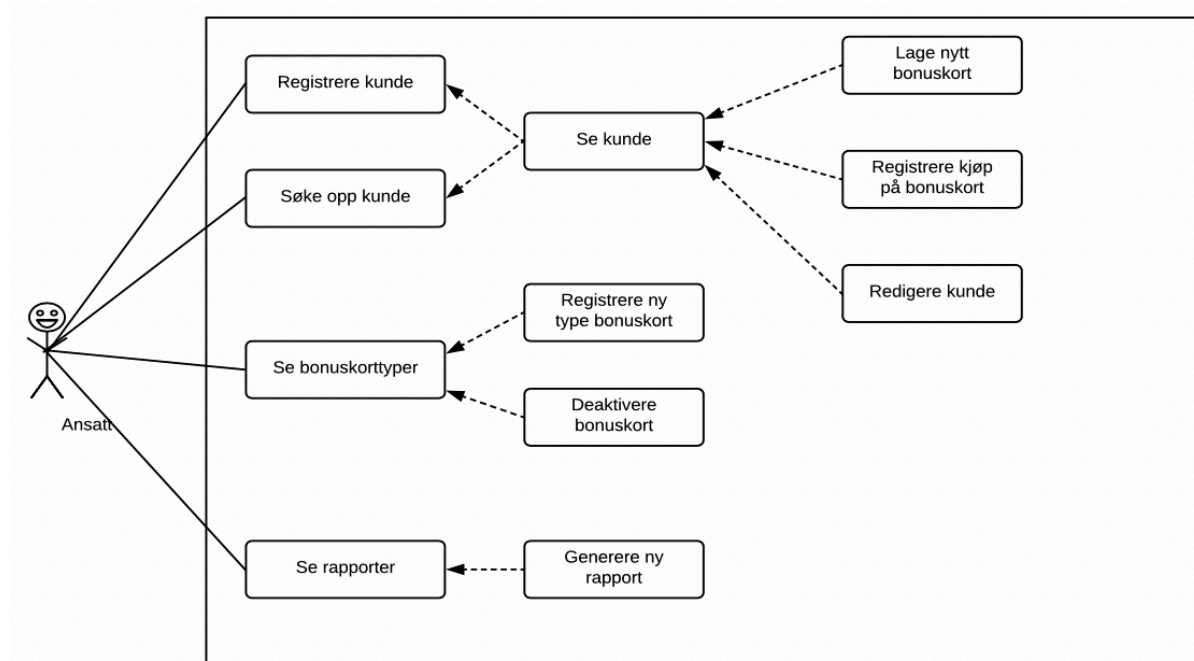 Lage nytt
bonuskort
Registrere kunde
Se kunde
Registrere kjøp
på bonuskort
Søke opp kunde
Redigere kunde
Registrere ny
type bonuskort
Se bonuskorttyper
Deaktivere
bonuskort
Ansatt
Se rapporter
Generere ny
rapport